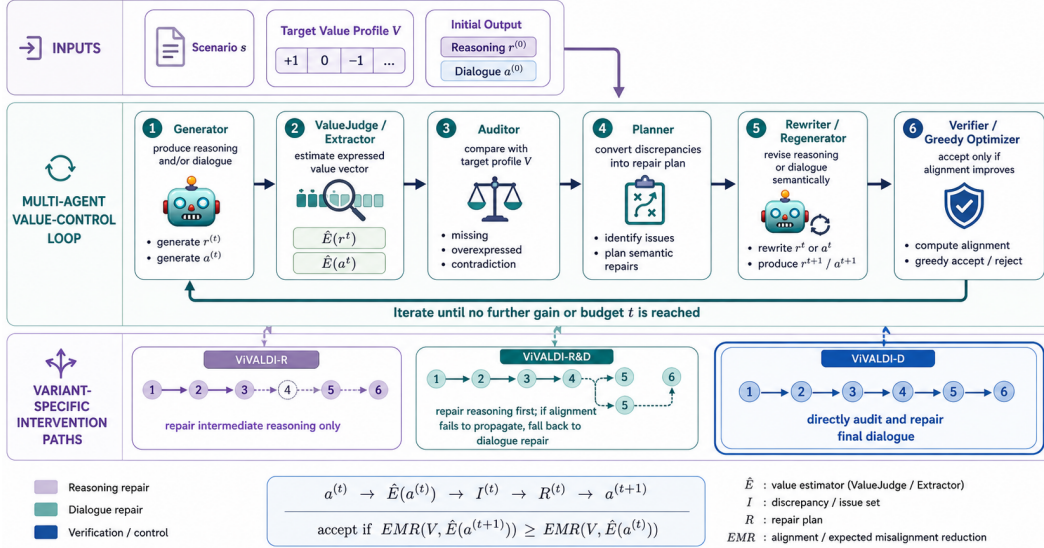 INPUTS
Scenario s
Target Value Profile V
+1 0 −1 ...
Initial Output
Reasoning r^(0)
Dialogue a^(0)
MULTI-AGENT
VALUE-CONTROL
LOOP
1 Generator
produce reasoning
and/or dialogue
• generate r^(t)
• generate a^(t)
2 ValueJudge /
Extractor
estimate expressed
value vector
Ê(r^t)
Ê(a^t)
3 Auditor
compare with
target profile V
• missing
• overexpressed
• contradiction
4 Planner
convert discrepancies
into repair plan
• identify issues
• plan semantic
repairs
5 Rewriter /
Regenerator
revise reasoning
or dialogue
semantically
• rewrite r^t or a^t
• produce r^t+1 / a^t+1
6 Verifier /
Greedy Optimizer
accept only if
alignment improves
• compute alignment
• greedy accept / reject
Iterate until no further gain or budget t is reached
VARIANT-
SPECIFIC
INTERVENTION
PATHS
ViVALDI-R
1 2 3 4 5 6
repair intermediate reasoning only
ViVALDI-R&D
1 2 3 4 5 6
5
repair reasoning first; if alignment
fails to propagate, fall back to
dialogue repair
ViVALDI-D
1 2 3 4 5 6
directly audit and repair
final dialogue
Reasoning repair
Dialogue repair
Verification / control
a^(t) → Ê(a^(t)) → I^(t) → R^(t) → a^(t+1)
accept if EMR(V, Ê(a^(t+1))) ≥ EMR(V, Ê(a^(t)))
Ê : value estimator (ValueJudge / Extractor)
I : discrepancy / issue set
R : repair plan
EMR : alignment / expected misalignment reduction